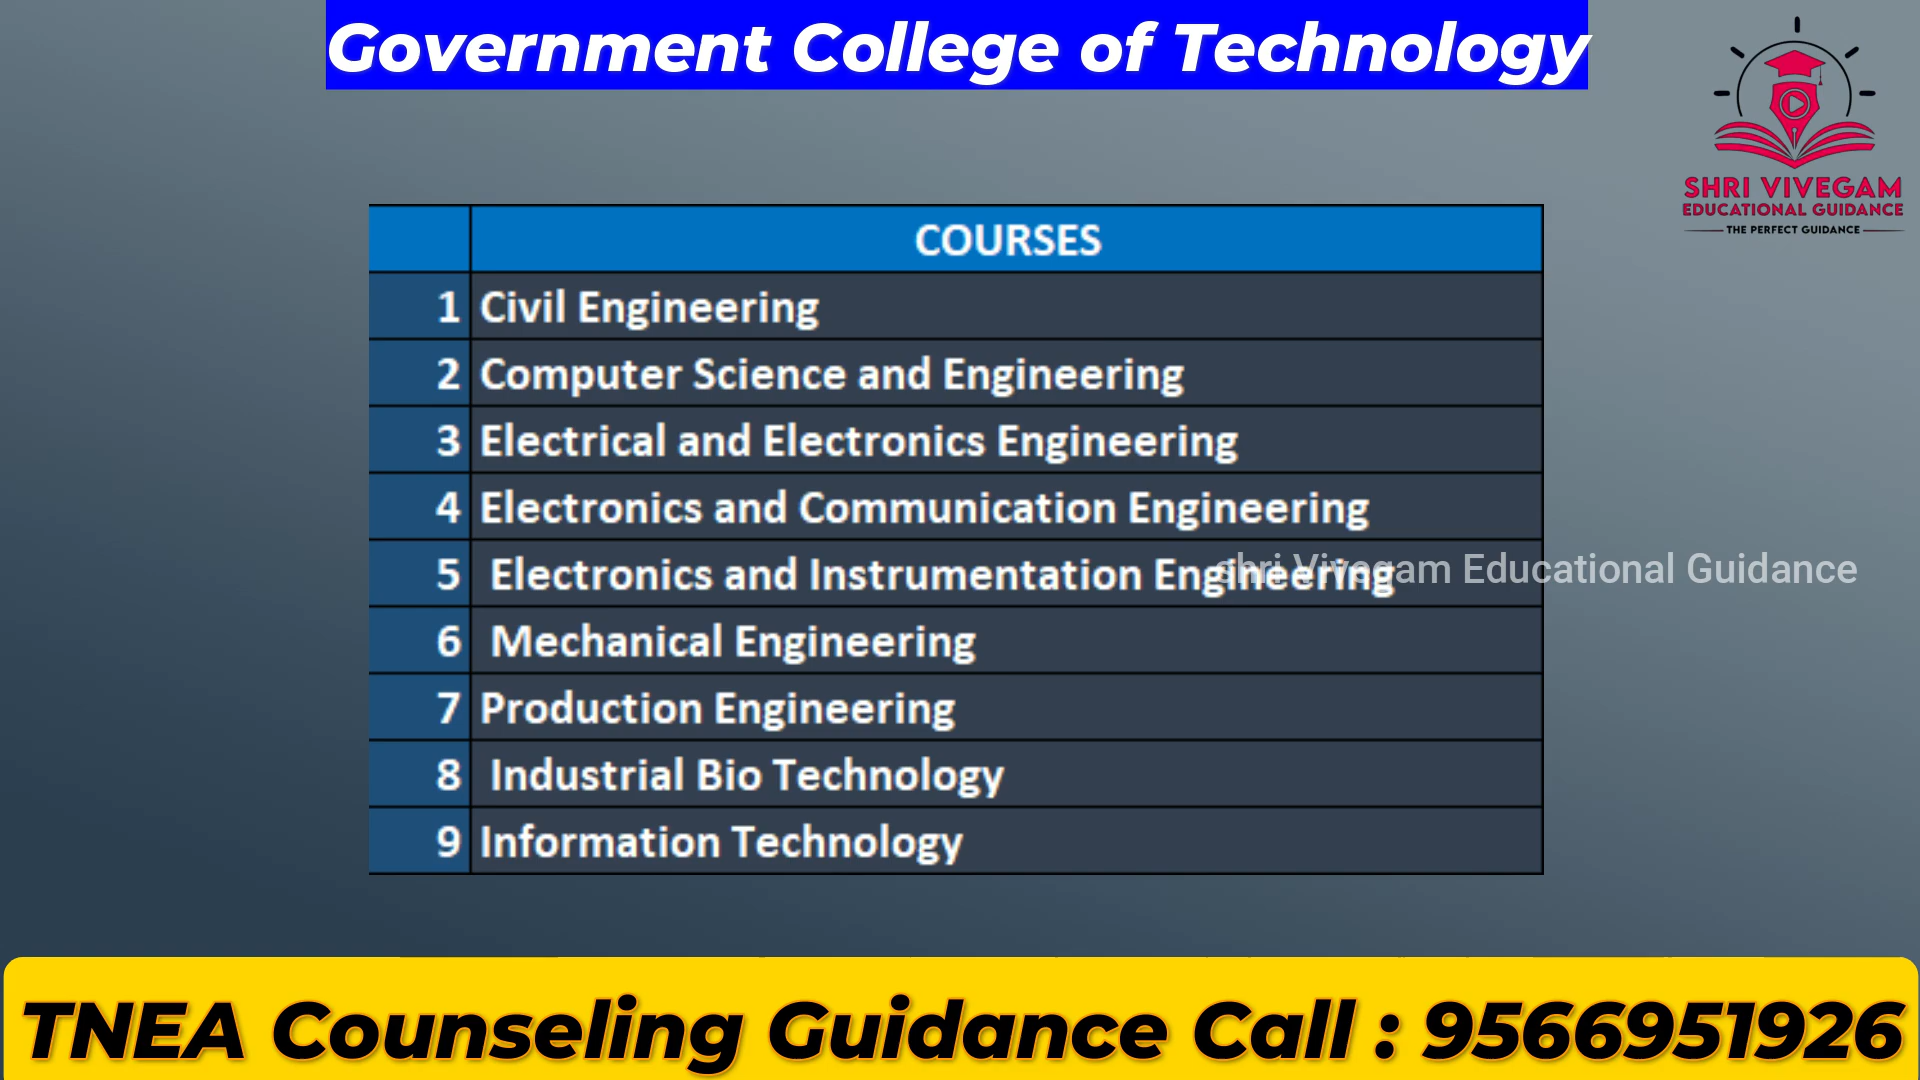 Government College of Technology
SHRI VIVEGAM
EDUCATIONAL GUIDANCE
THE PERFECT GUIDANCE
COURSES
1 Civil Engineering
2 Computer Science and Engineering
3 Electrical and Electronics Engineering
4 Electronics and Communication Engineering
5 Electronics and Instrumentation Engineering
shri Vivegam Educational Guidance
6 Mechanical Engineering
7 Production Engineering
8 Industrial Bio Technology
9 Information Technology
TNEA Counseling Guidance Call : 9566951926